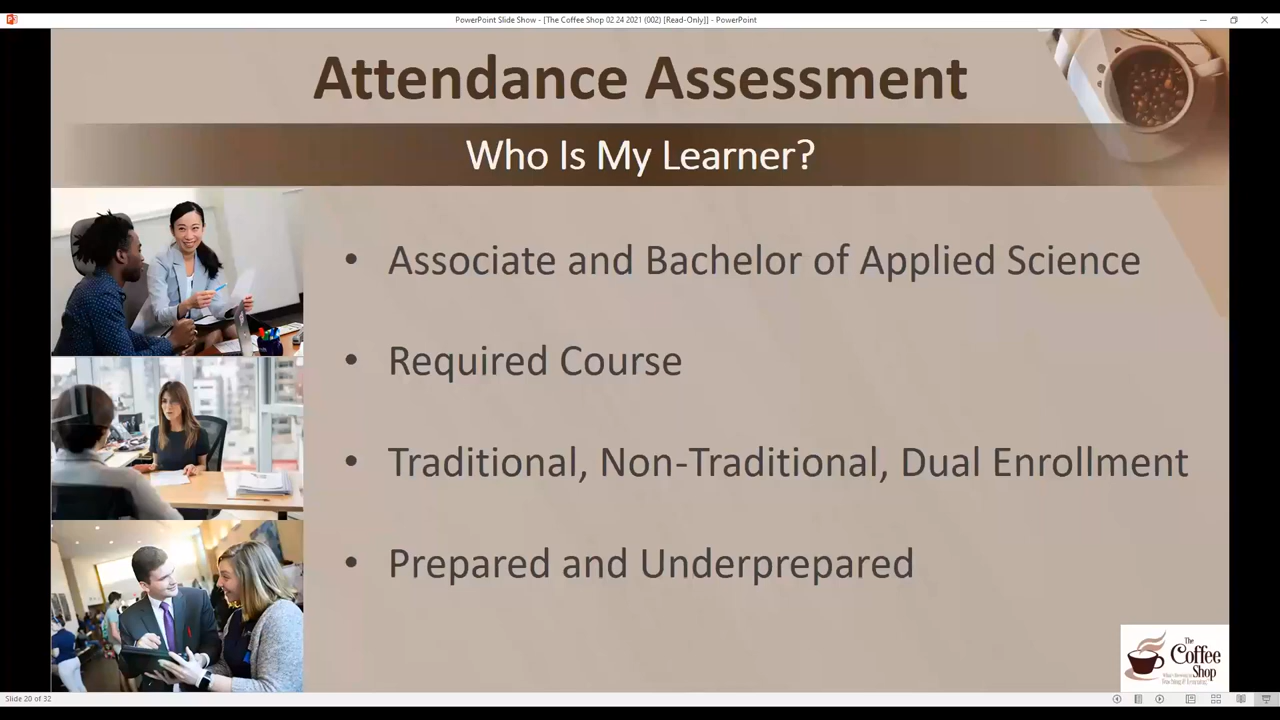 PowerPoint Slide Show - [The Coffee Shop 02 24 2021 (002) [Read-Only]] - PowerPoint
Attendance Assessment
Who Is My Learner?
• Associate and Bachelor of Applied Science
• Required Course
• Traditional, Non-Traditional, Dual Enrollment
• Prepared and Underprepared
The
Coffee
Shop
Slide 20 of 32